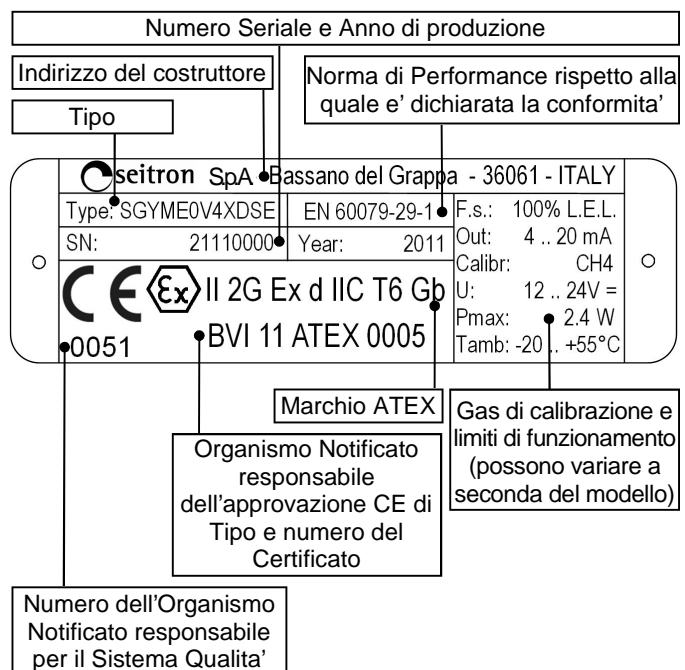 Numero Seriale e Anno di produzione
Indirizzo del costruttore
Norma di Performance rispetto alla
quale e' dichiarata la conformita'
Tipo
seitron SpA Bassano del Grappa - 36061 - ITALY
Type: SGYME0V4XDSE
EN 60079-29-1
SN: 21110000
Year: 2011
CE Ex II 2G Ex d IIC T6 Gb
0051
BVI 11 ATEX 0005
F.s.: 100% L.E.L.
Out: 4 .. 20 mA
Calibr: CH4
U: 12 .. 24V =
Pmax: 2.4 W
Tamb: -20 .. +55°C
Marchio ATEX
Gas di calibrazione e
limiti di funzionamento
(possono variare a
seconda del modello)
Organismo Notificato
responsabile
dell'approvazione CE di
Tipo e numero del
Certificato
Numero dell'Organismo
Notificato responsabile
per il Sistema Qualita'